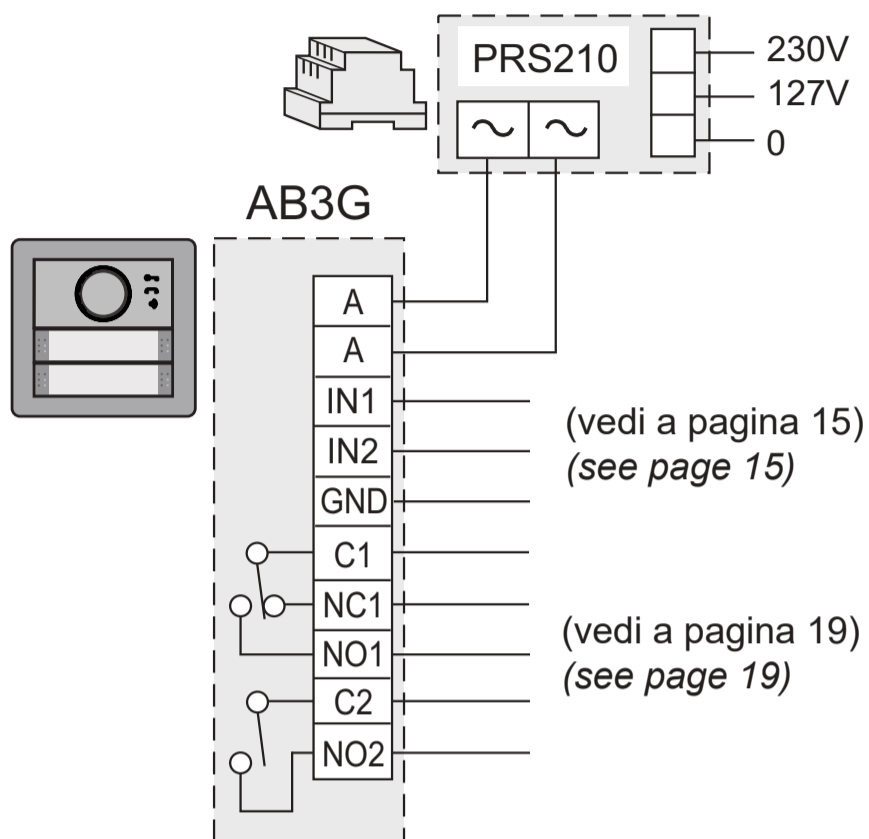 PRS210
230V
127V
0
~ ~
AB3G
A
A
IN1
IN2
GND
C1
NC1
NO1
C2
NO2
(vedi a pagina 15)
(see page 15)
(vedi a pagina 19)
(see page 19)